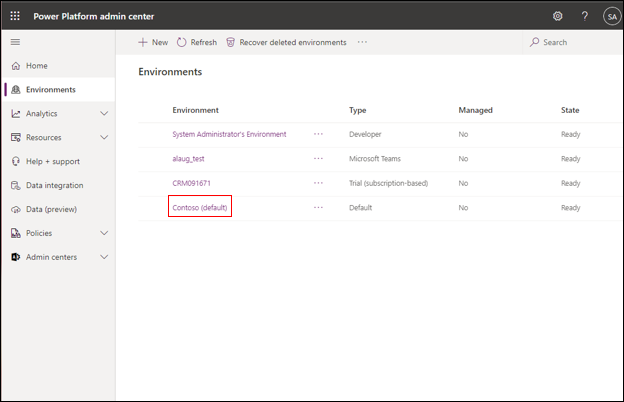 Power Platform admin center
?
SA
New
Refresh
Recover deleted environments
...
Search
Home
Environments
Analytics
Resources
Help + support
Data integration
Data (preview)
Policies
Admin centers
Environments
Environment Type Managed State
System Administrator's Environment ... Developer No Ready
alaug_test ... Microsoft Teams No Ready
CRM091671 ... Trial (subscription-based) No Ready
Contoso (default) ... Default No Ready